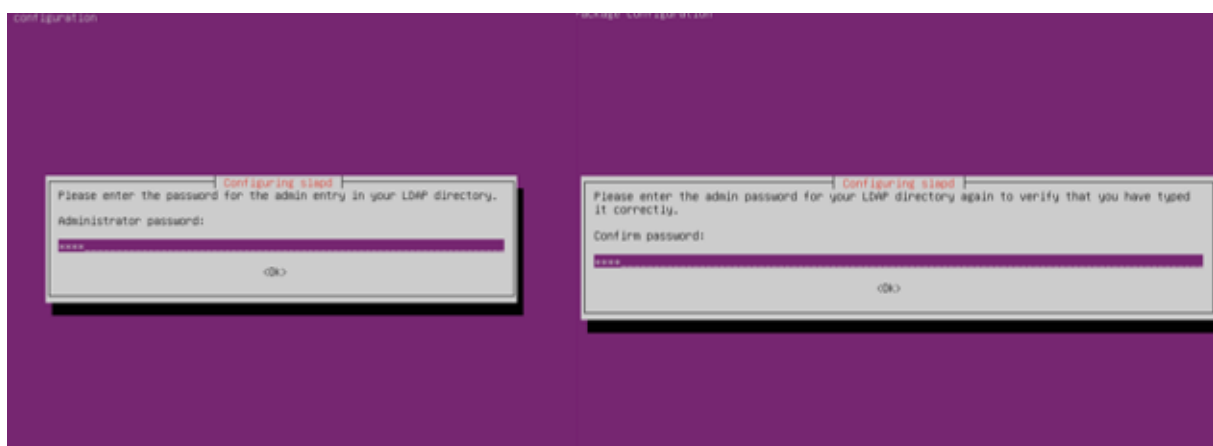 configuration
Configuring slapd
Please enter the password for the admin entry in your LDAP directory.
Administrator password:
****
<Ok>
Package configuration
Configuring slapd
Please enter the admin password for your LDAP directory again to verify that you have typed
it correctly.
Confirm password:
****
<Ok>